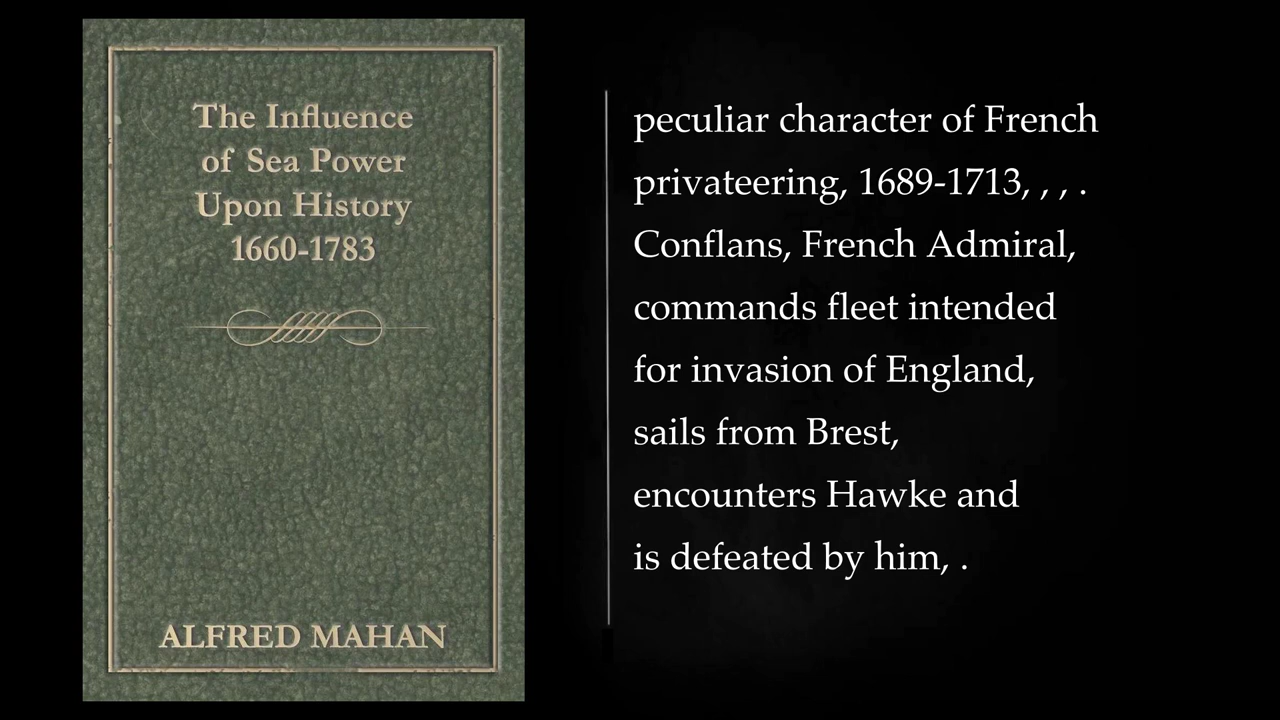 The Influence
of Sea Power
Upon History
1660-1783
ALFRED MAHAN
peculiar character of French
privateering, 1689-1713, , , .
Conflans, French Admiral,
commands fleet intended
for invasion of England,
sails from Brest,
encounters Hawke and
is defeated by him, .